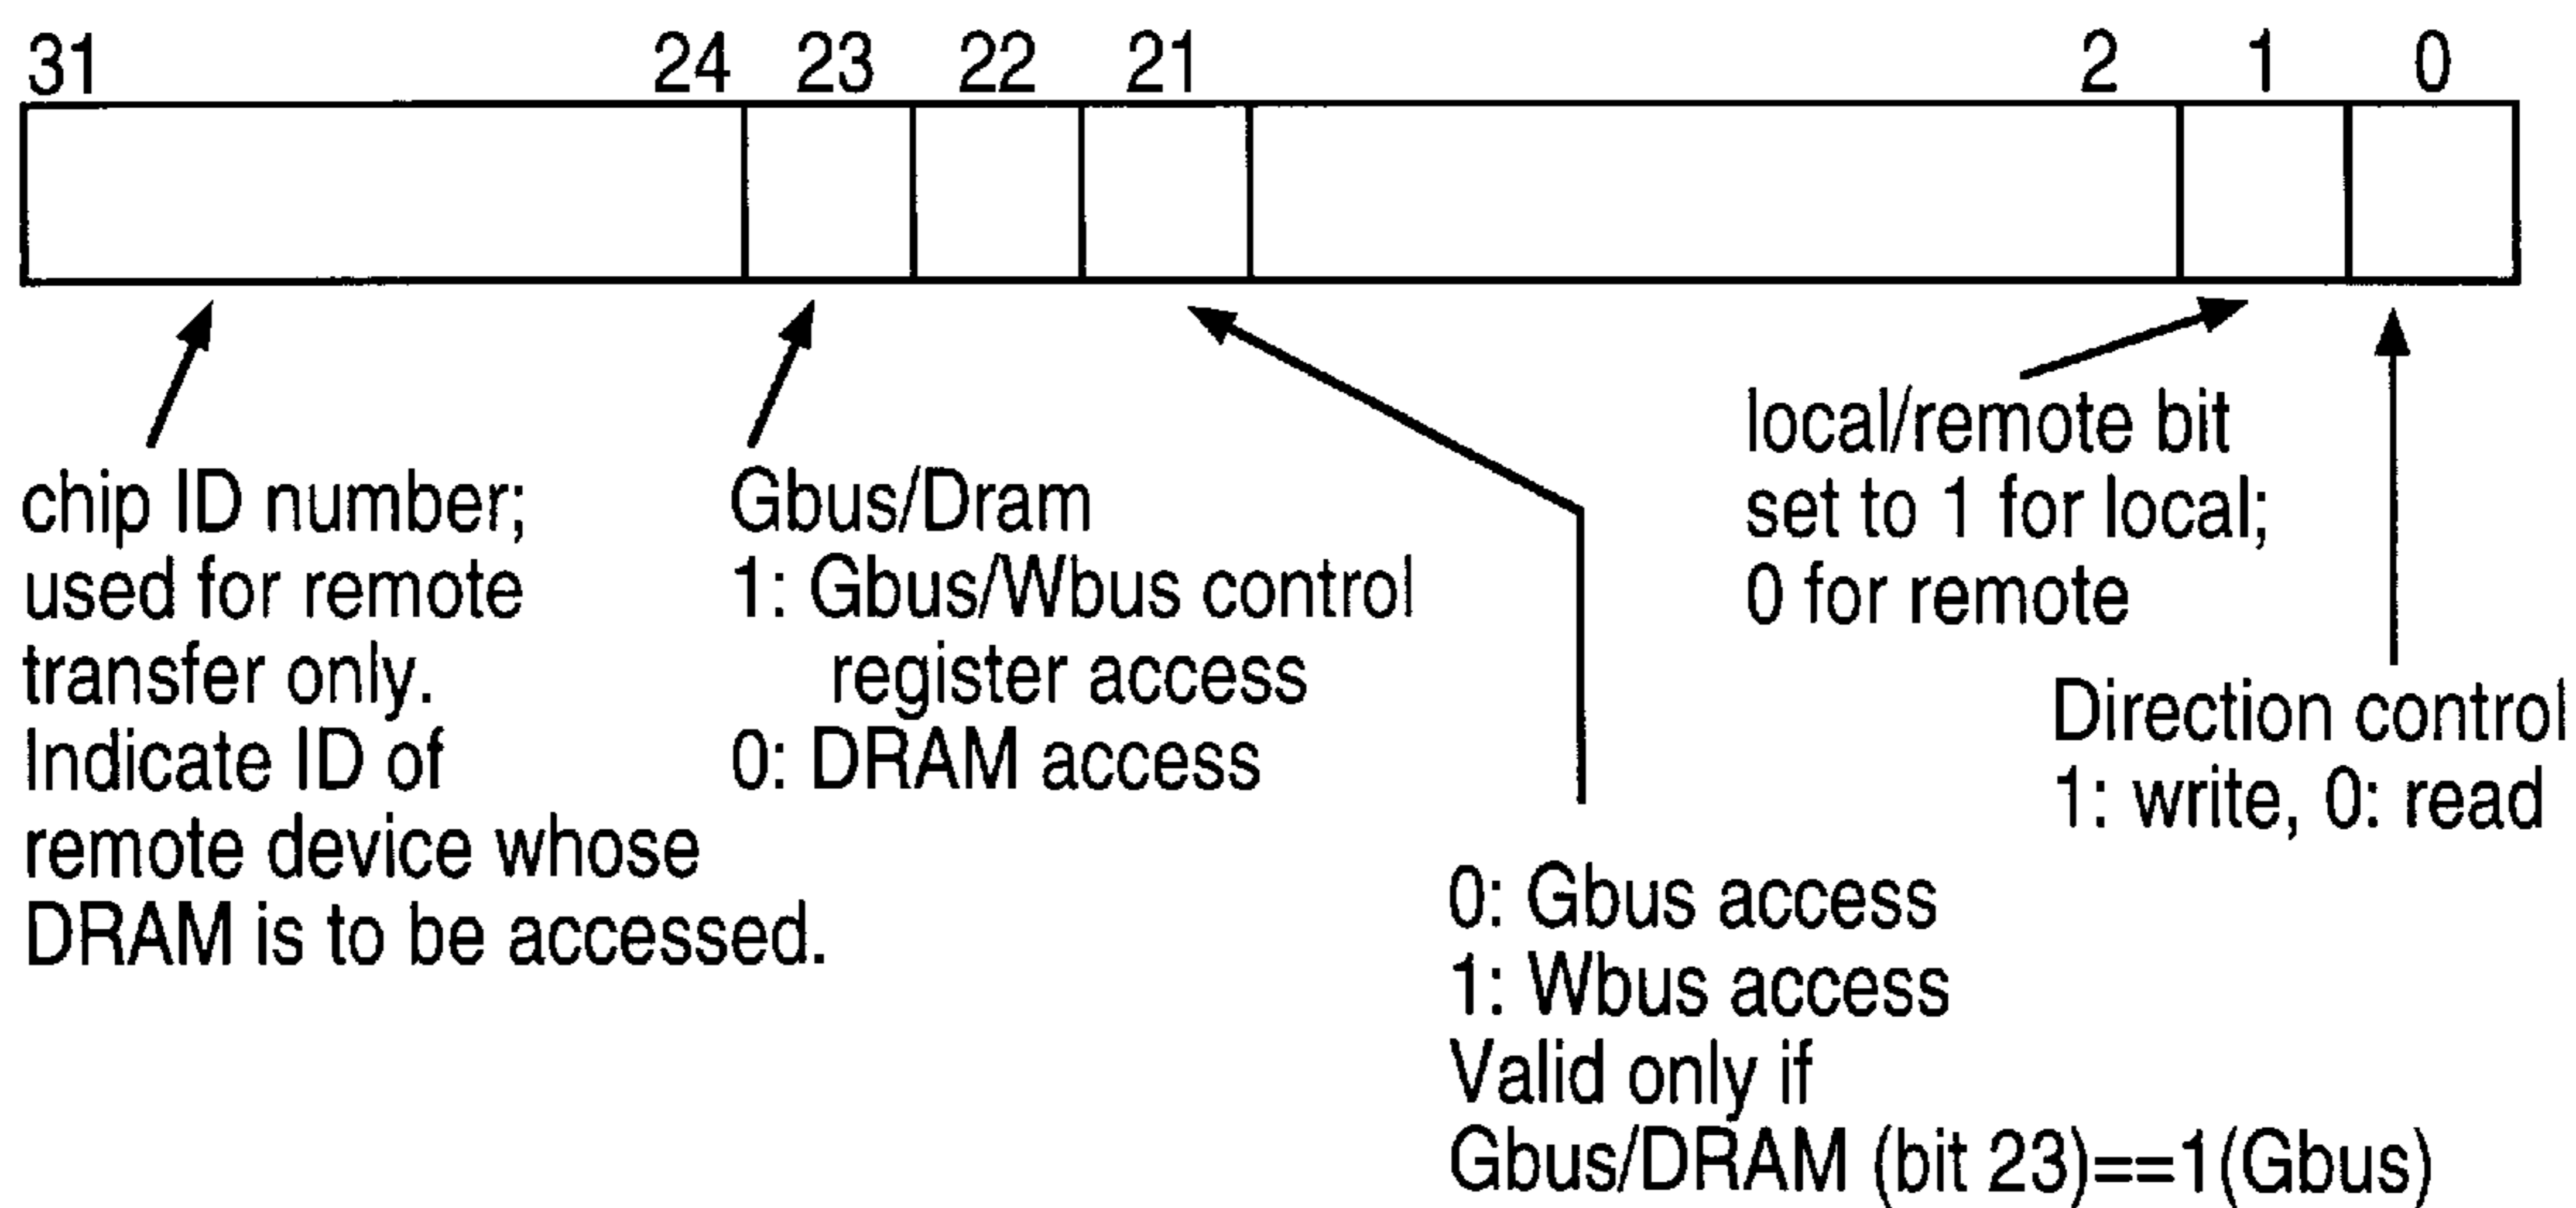 31 24 23 22 21 2 1 0
chip ID number;
used for remote
transfer only.
Indicate ID of
remote device whose
DRAM is to be accessed.
Gbus/Dram
1: Gbus/Wbus control
register access
0: DRAM access
0: Gbus access
1: Wbus access
Valid only if
Gbus/DRAM (bit 23)==1(Gbus)
local/remote bit
set to 1 for local;
0 for remote
Direction control
1: write, 0: read